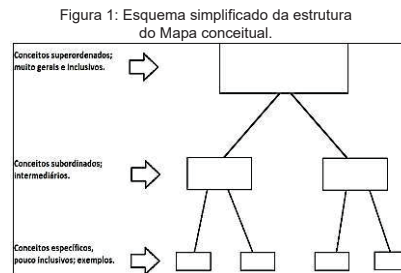 Figura 1: Esquema simplificado da estrutura
do Mapa conceitual.
Conceitos superordenados;
muito gerais e inclusivos.
Conceitos subordinados;
intermediários.
Conceitos específicos,
pouco inclusivos; exemplos.